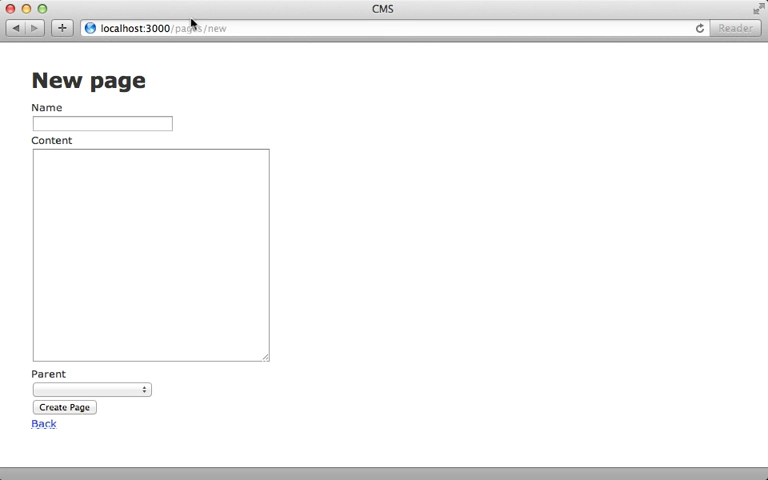 CMS
localhost:3000/pages/new
Reader
New page
Name
Content
Parent
Create Page
Back